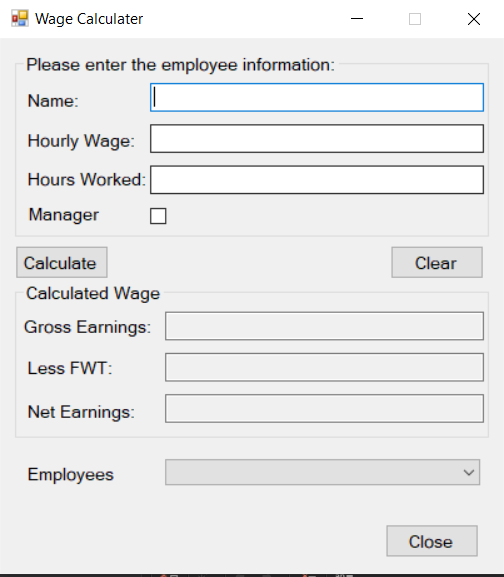 Wage Calculater
Please enter the employee information:
Name:
Hourly Wage:
Hours Worked:
Manager
Calculate
Clear
Calculated Wage
Gross Earnings:
Less FWT:
Net Earnings:
Employees
Close